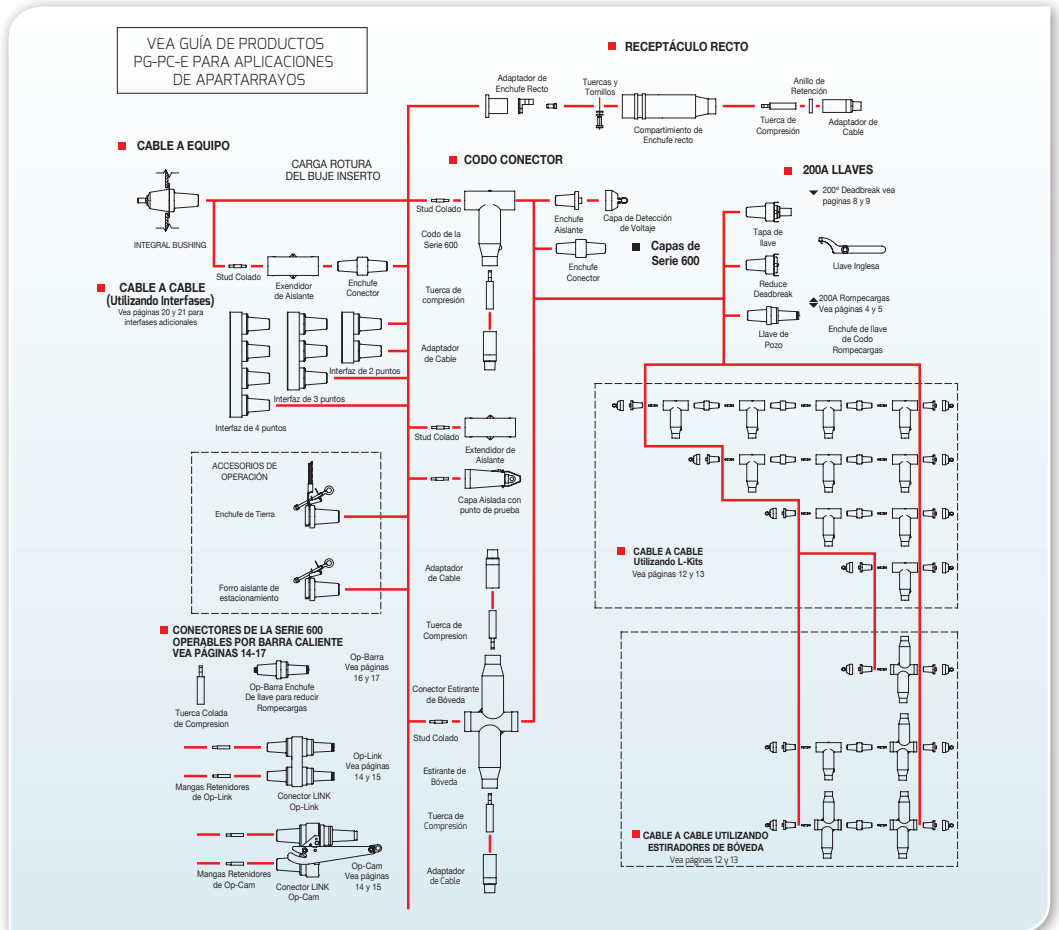 VEA GUÍA DE PRODUCTOS
PG-PC-E PARA APLICACIONES
DE APARTARRAYOS
RECEPTÁCULO RECTO
Adaptador de
Enchufe Recto
Tuercas y
Tornillos
Compartimiento de
Enchufe recto
Anillo de
Retención
Tuerca de
Compresión
Adaptador de
Cable
CABLE A EQUIPO
CARGA ROTURA
DEL BUJE INSERTO
INTEGRAL BUSHING
Stud Colado
Exendidor
de Aislante
Enchufe
Conector
CODO CONECTOR
Stud Colado
Codo de la
Serie 600
Enchufe
Aislante
Capa de Detección
de Voltaje
Enchufe
Conector
Capas de
Serie 600
Tuerca de
compresión
Adaptador
de Cable
200A LLAVES
200ª Deadbreak vea
paginas 8 y 9
Tapa de
llave
Llave Inglesa
Reduce
Deadbreak
200A Rompecargas
Vea páginas 4 y 5
Llave de
Pozo
Enchufe de llave
de Codo
Rompecargas
CABLE A CABLE
(Utilizando Interfases)
Vea páginas 20 y 21 para
interfases adicionales
Interfaz de 2 puntos
Interfaz de 3 puntos
Interfaz de 4 puntos
Stud Colado
Extendidor de
Aislante
Capa Aislada con
punto de prueba
ACCESORIOS DE
OPERACIÓN
Enchufe de Tierra
Forro aislante de
estacionamiento
CABLE A CABLE
Utilizando L-Kits
Vea páginas 12 y 13
Adaptador
de Cable
Tuerca de
Compresion
Conector Estirante
de Bóveda
Stud Colado
Estirante de
Bóveda
Tuerca de
Compresión
Adaptador
de Cable
CONECTORES DE LA SERIE 600
OPERABLES POR BARRA CALIENTE
VEA PÁGINAS 14-17
Tuerca Colada
de Compresion
Op-Barra Enchufe
De llave para reducir
Rompecargas
Op-Barra
Vea páginas
16 y 17
Mangas Retenidores
de Op-Link
Conector LINK
Op-Link
Op-Link
Vea páginas
14 y 15
Mangas Retenidores
de Op-Cam
Conector LINK
Op-Cam
Op-Cam
Vea páginas
14 y 15
CABLE A CABLE UTILIZANDO
ESTIRADORES DE BÓVEDA
Vea páginas 12 y 13